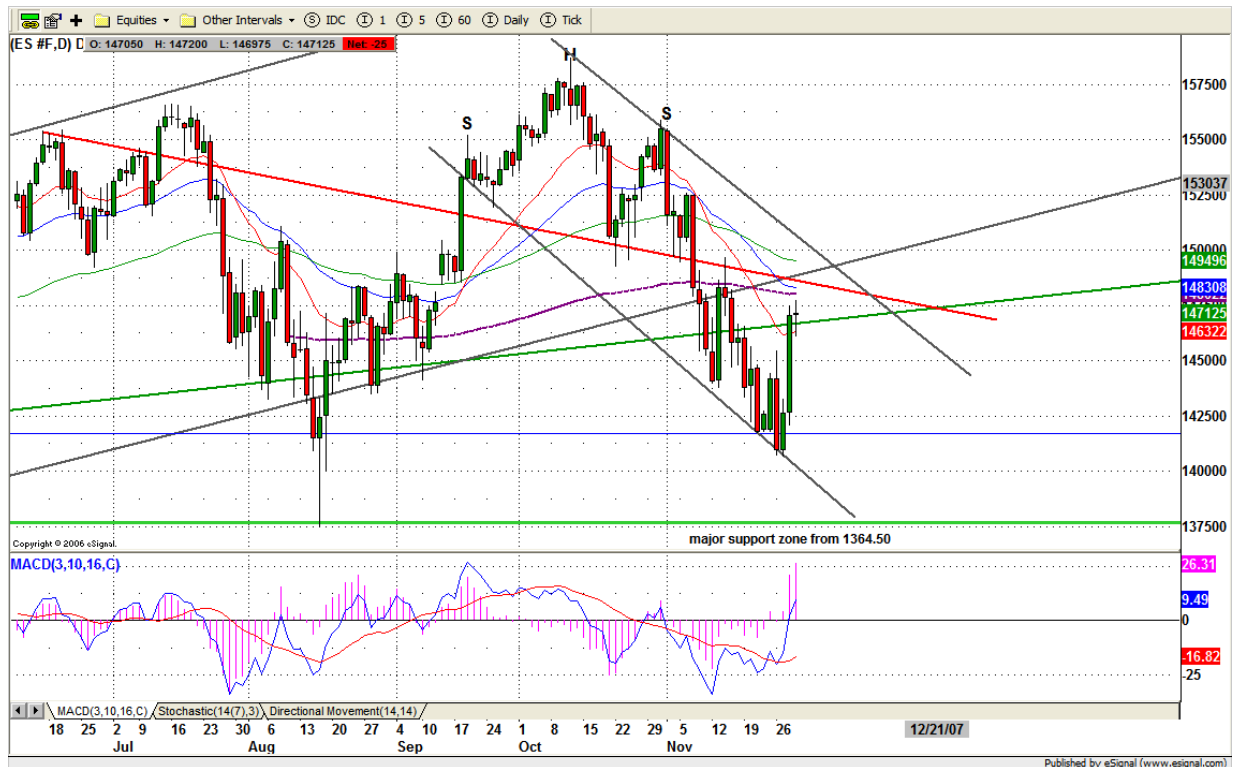 Equities Other Intervals S IDC I 1 I 5 I 60 I Daily I Tick
(ES #F,D) D O: 147050 H: 147200 L: 146975 C: 147125 Net: -25
H
S
S
157500
155000
153037
152500
150000
149496
148308
147125
146322
145000
142500
140000
137500
major support zone from 1364.50
Copyright © 2006 eSignal.
MACD(3,10,16,C)
26.31
9.49
0
-16.82
-25
MACD(3,10,16,C) Stochastic(14(7),3) Directional Movement(14,14)
18 25 2 9 16 23 30 6 13 20 27 4 10 17 24 1 8 15 22 29 5 12 19 26 12/21/07
Jul Aug Sep Oct Nov
Published by eSignal (www.esignal.com)